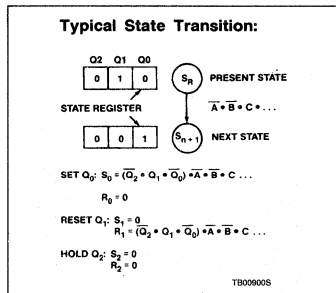 Typical State Transition:
Q2 Q1 Q0
0 1 0
S_R PRESENT STATE
STATE REGISTER
A̅ • B̅ • C • ...
0 0 1
S_{n+1} NEXT STATE
SET Q₀: S₀ = (Q̅₂ • Q₁ • Q̅₀) • A̅ • B̅ • C ...
R₀ = 0
RESET Q₁: S₁ = 0
R₁ = (Q̅₂ • Q₁ • Q̅₀) • A̅ • B̅ • C ...
HOLD Q₂: S₂ = 0
R₂ = 0
TB00900S